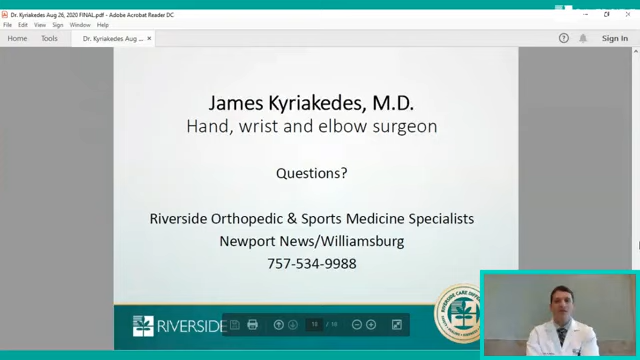 Dr. Kyriakedes Aug 26, 2020 FINAL.pdf - Adobe Acrobat Reader DC
File Edit View Sign Window Help
Home Tools Dr. Kyriakedes Aug ... × Sign In
James Kyriakedes, M.D.
Hand, wrist and elbow surgeon
Questions?
Riverside Orthopedic & Sports Medicine Specialists
Newport News/Williamsburg
757-534-9988
RIVERSIDE
18 / 18
RIVERSIDE CARE